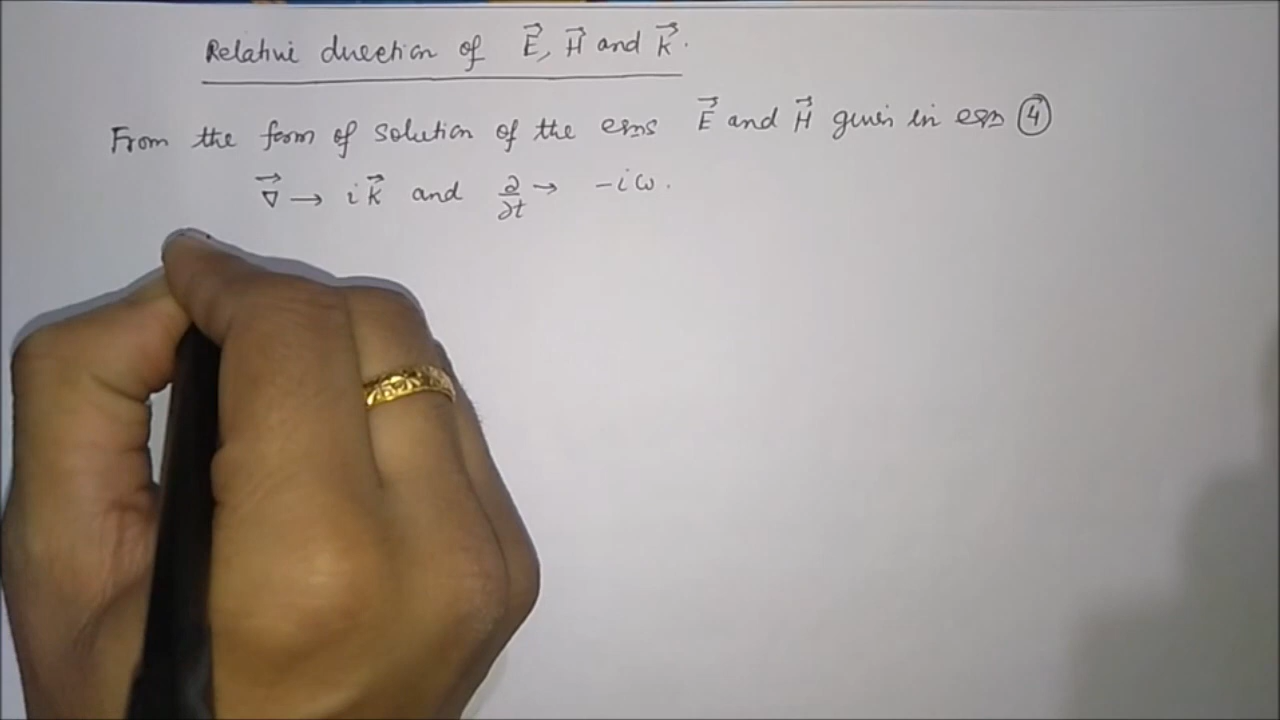 Relative direction of E⃗, H⃗ and K⃗.
From the form of solution of the eqns E⃗ and H⃗ given in eqn ④
∇⃗ → iK⃗ and ∂/∂t → -iω.